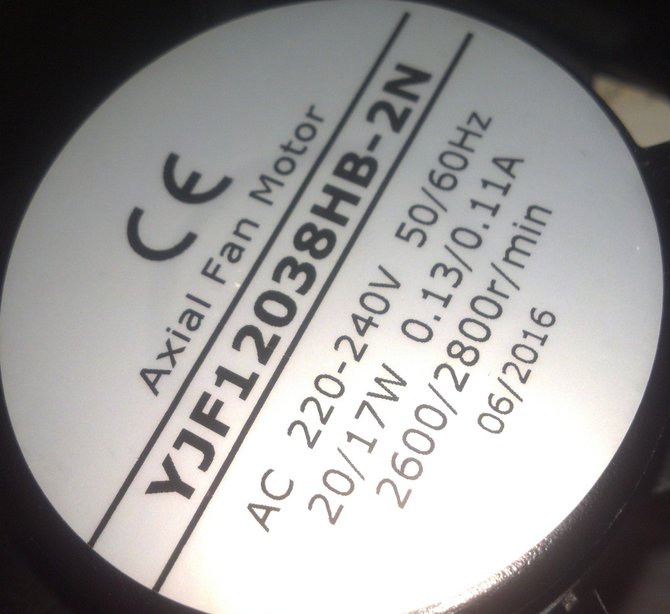 CE
Axial Fan Motor
YJF12038HB-2N
AC 220-240V 50/60Hz
20/17W 0.13/0.11A
2600/2800r/min
06/2016